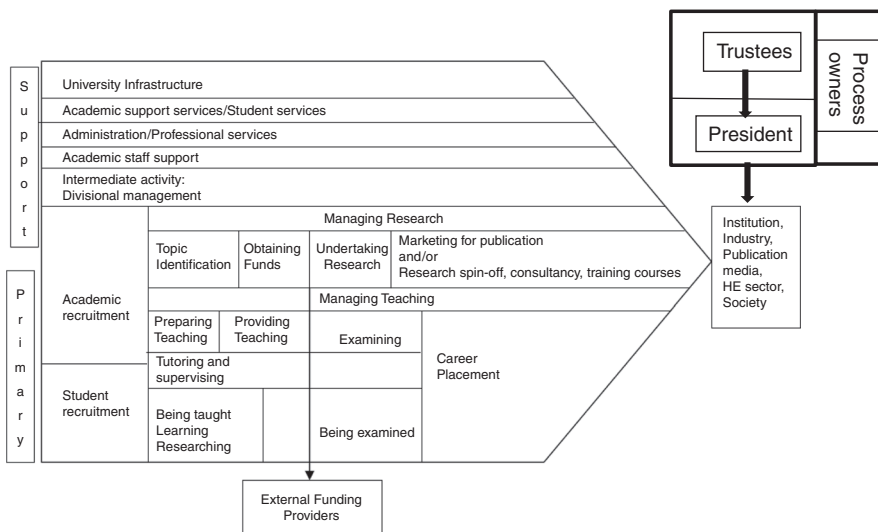 Support
Primary
University Infrastructure
Academic support services/Student services
Administration/Professional services
Academic staff support
Intermediate activity:
Divisional management
Academic
recruitment
Student
recruitment
Managing Research
Topic
Identification
Obtaining
Funds
Undertaking
Research
Marketing for publication
and/or
Research spin-off, consultancy, training courses
Managing Teaching
Preparing
Teaching
Providing
Teaching
Examining
Tutoring and
supervising
Career
Placement
Being taught
Learning
Researching
Being examined
External Funding
Providers
Trustees
President
Process
owners
Institution,
Industry,
Publication
media,
HE sector,
Society